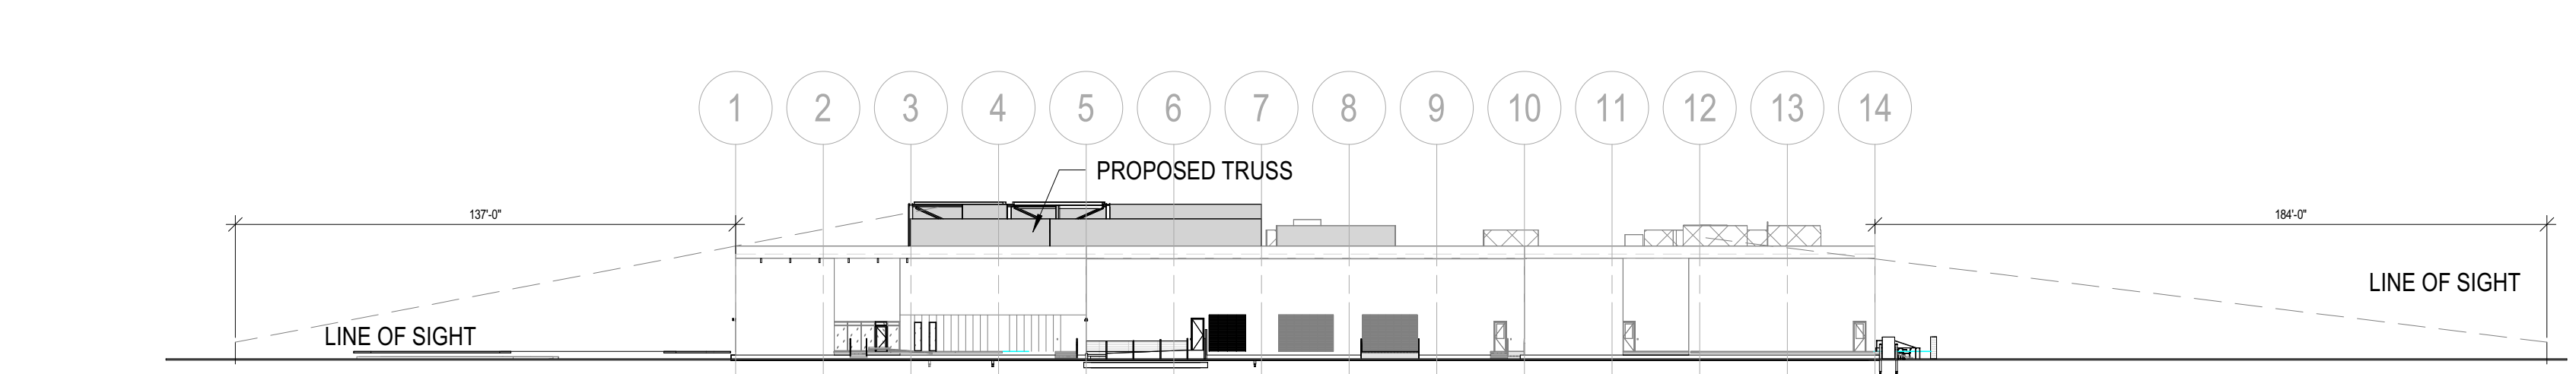 1 2 3 4 5 6 7 8 9 10 11 12 13 14
PROPOSED TRUSS
137'-0"
184'-0"
LINE OF SIGHT
LINE OF SIGHT